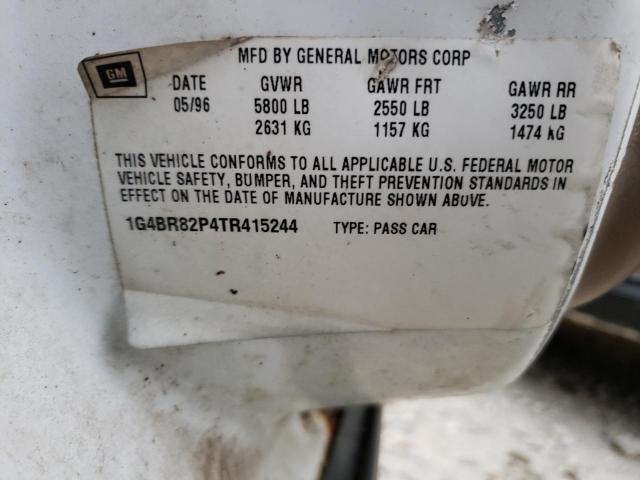 GM
MFD BY GENERAL MOTORS CORP
DATE GVWR GAWR FRT GAWR RR
05/96 5800 LB 2550 LB 3250 LB
2631 KG 1157 KG 1474 KG
THIS VEHICLE CONFORMS TO ALL APPLICABLE U.S. FEDERAL MOTOR
VEHICLE SAFETY, BUMPER, AND THEFT PREVENTION STANDARDS IN
EFFECT ON THE DATE OF MANUFACTURE SHOWN ABOVE.
1G4BR82P4TR415244 TYPE: PASS CAR